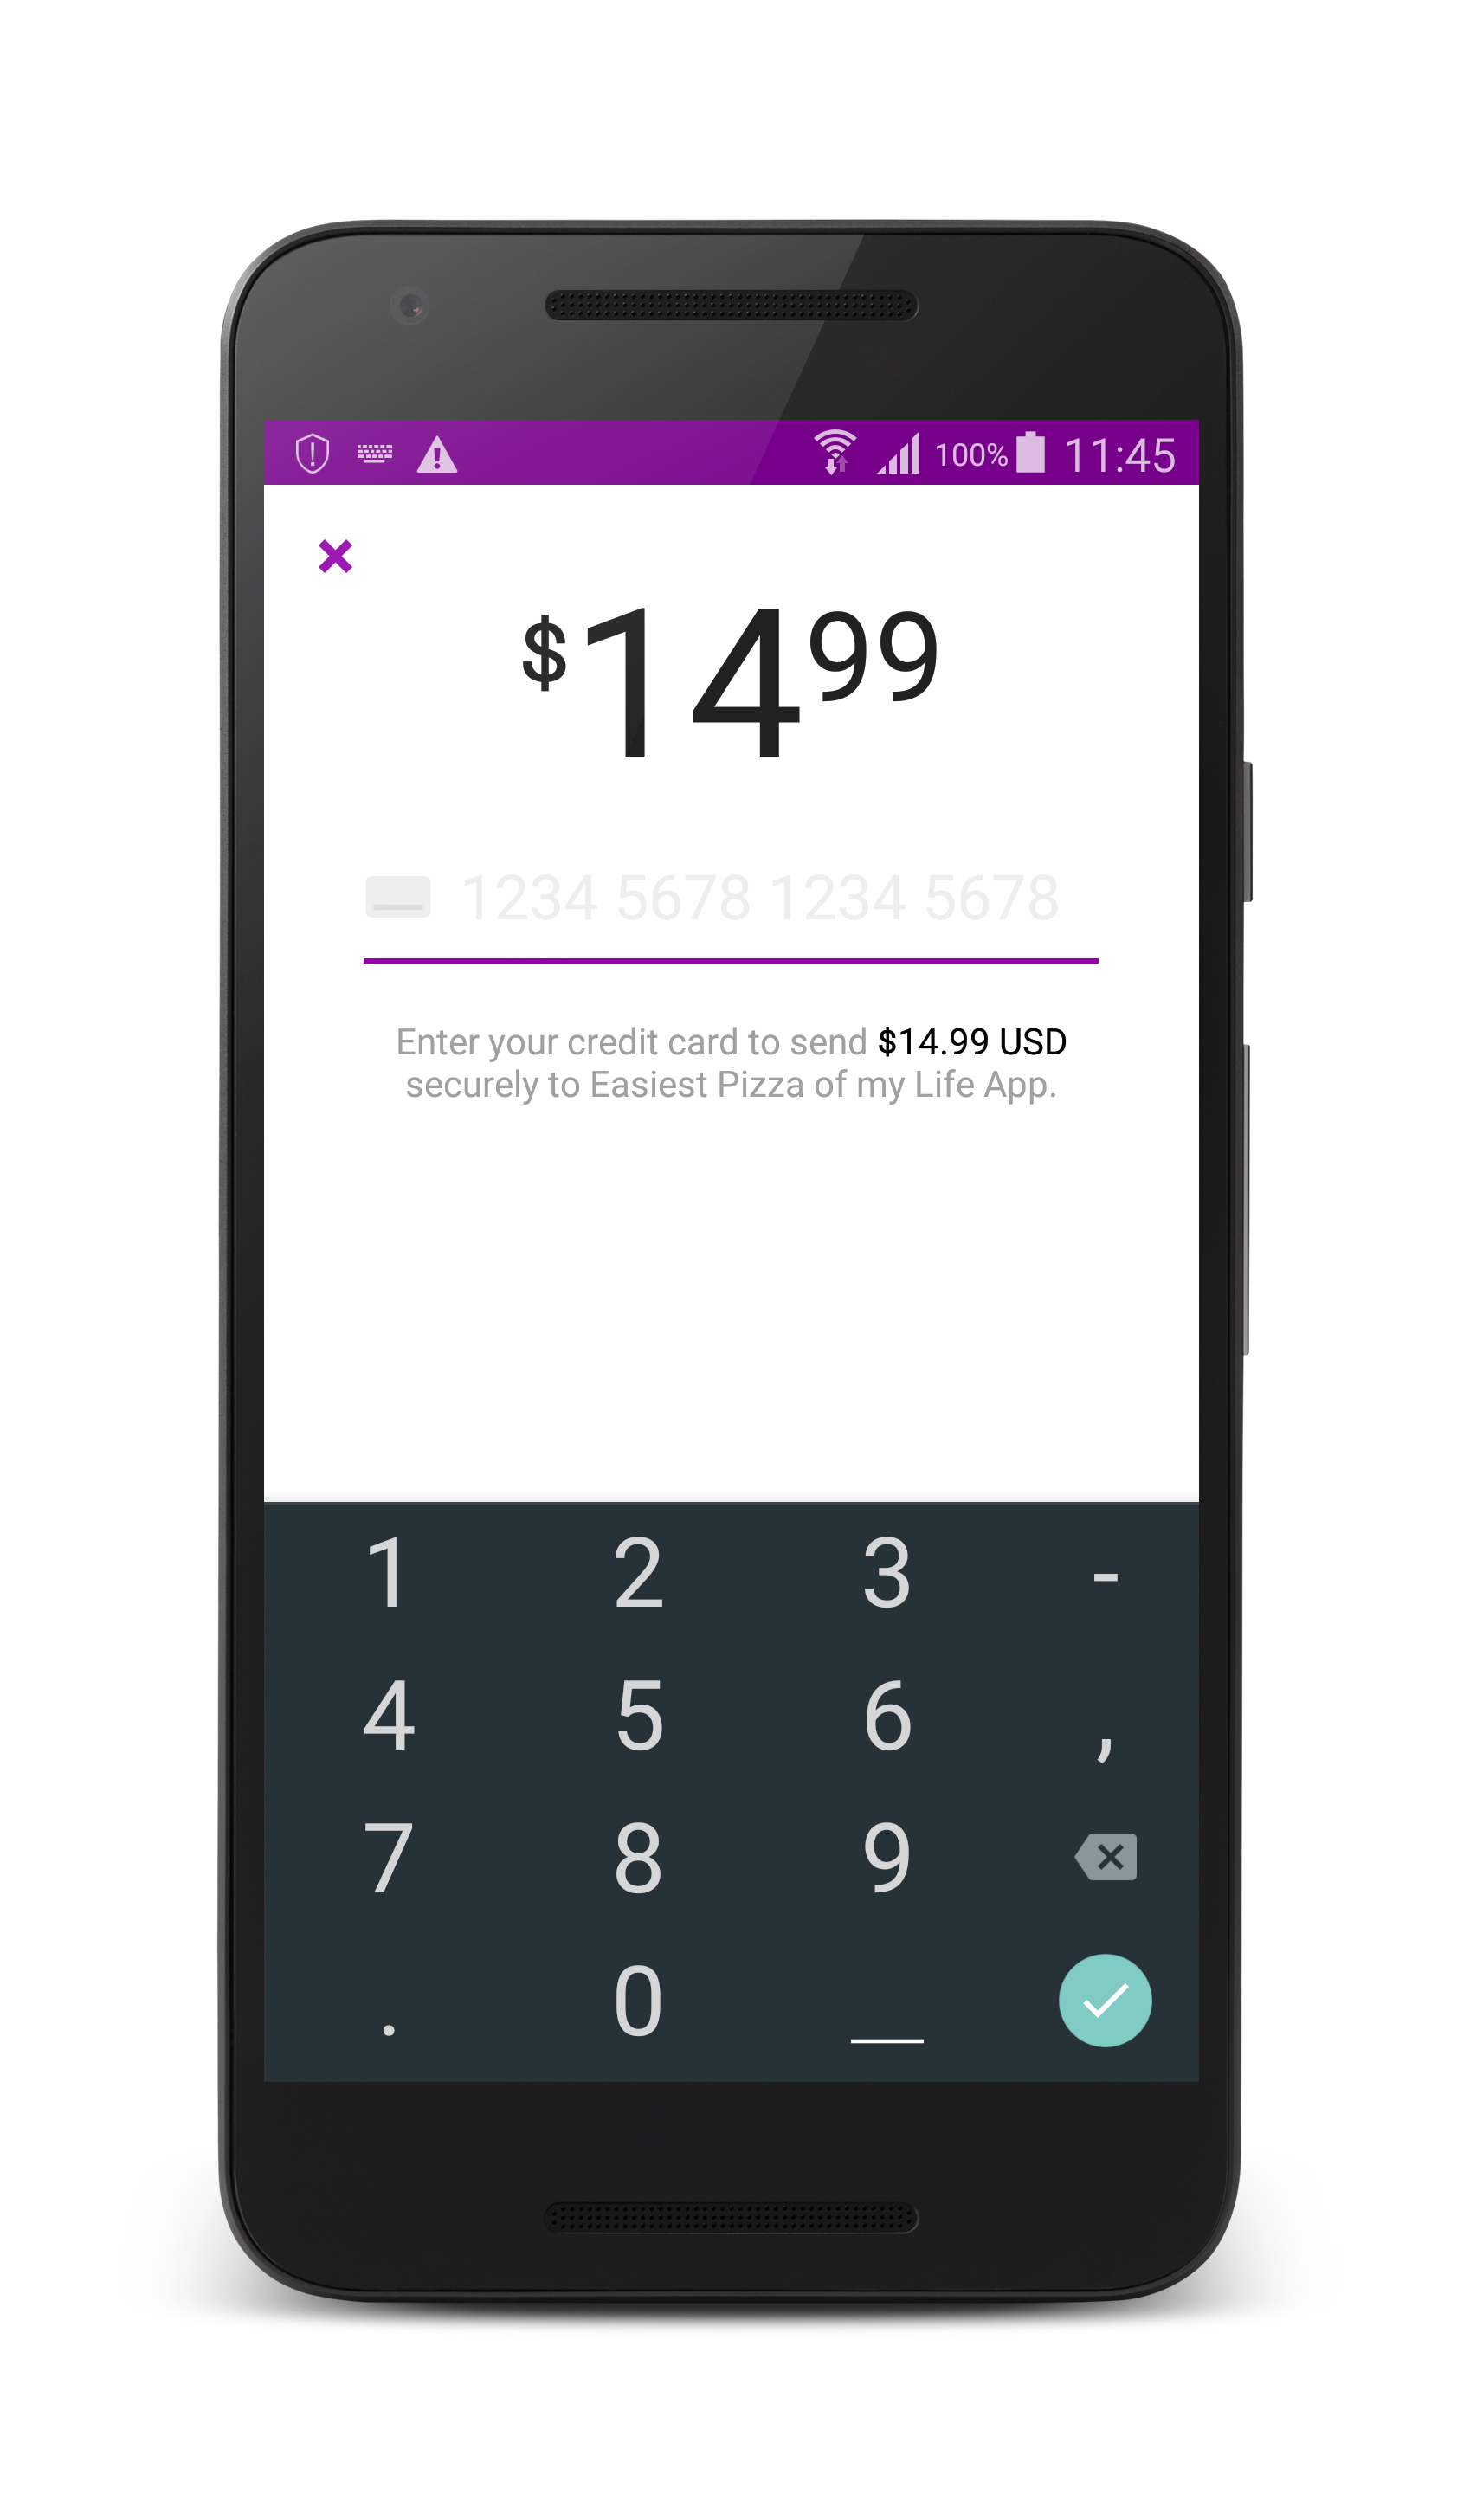 100% 11:45
$14 99
1234 5678 1234 5678
Enter your credit card to send $14.99 USD
securely to Easiest Pizza of my Life App.
1 2 3 -
4 5 6 ,
7 8 9
. 0 _